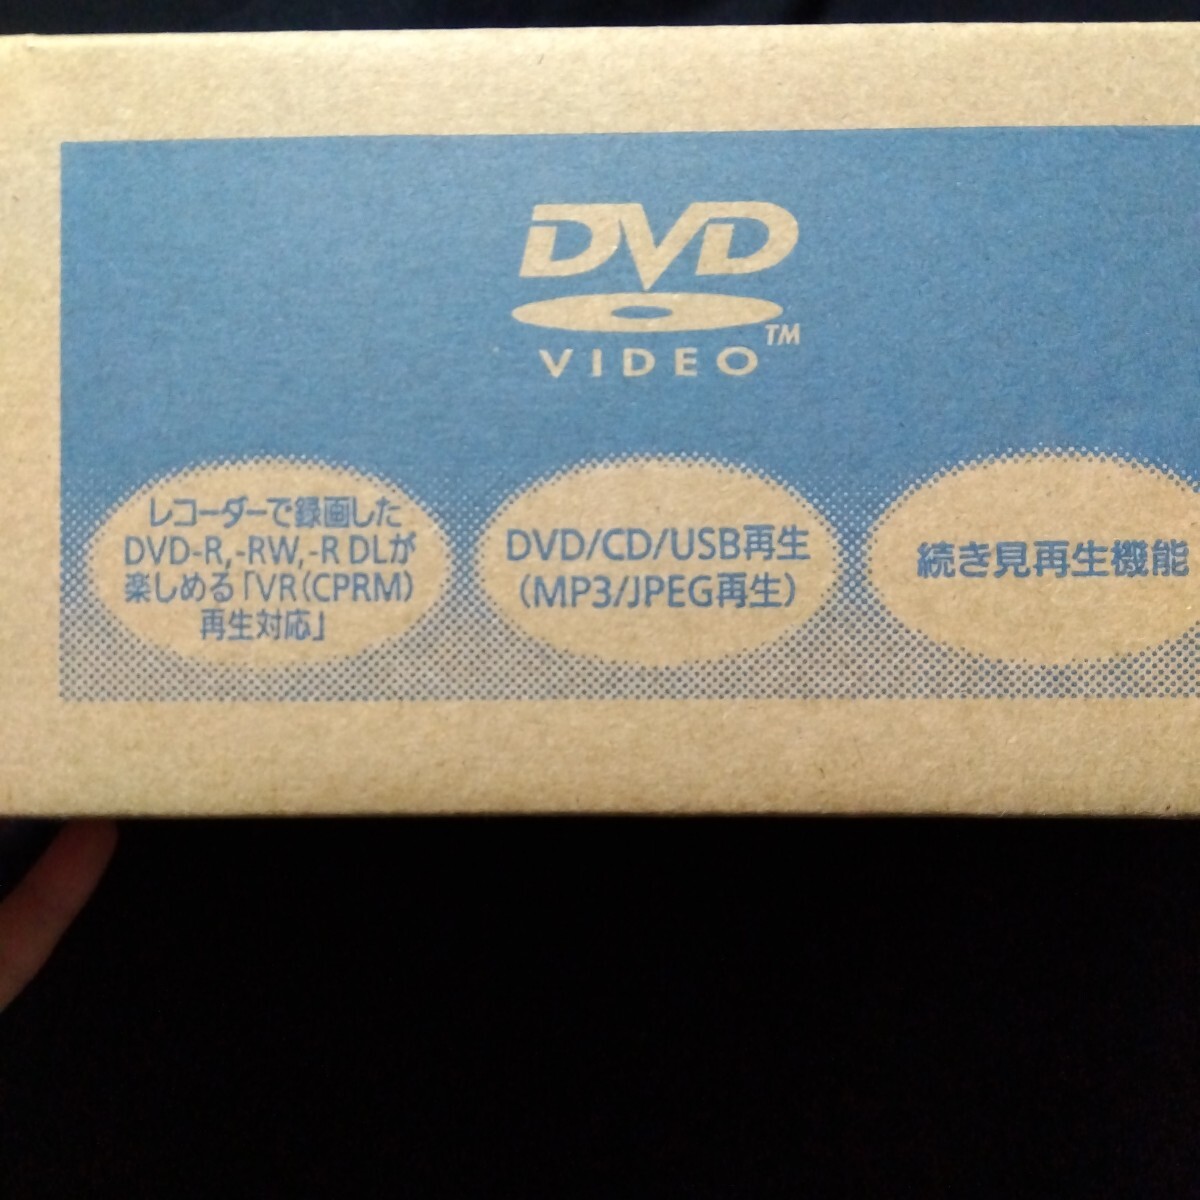 DVD
VIDEO™
レコーダーで録画した
DVD-R,-RW,-R DLが
楽しめる「VR(CPRM)
再生対応」
DVD/CD/USB再生
(MP3/JPEG再生)
続き見再生機能